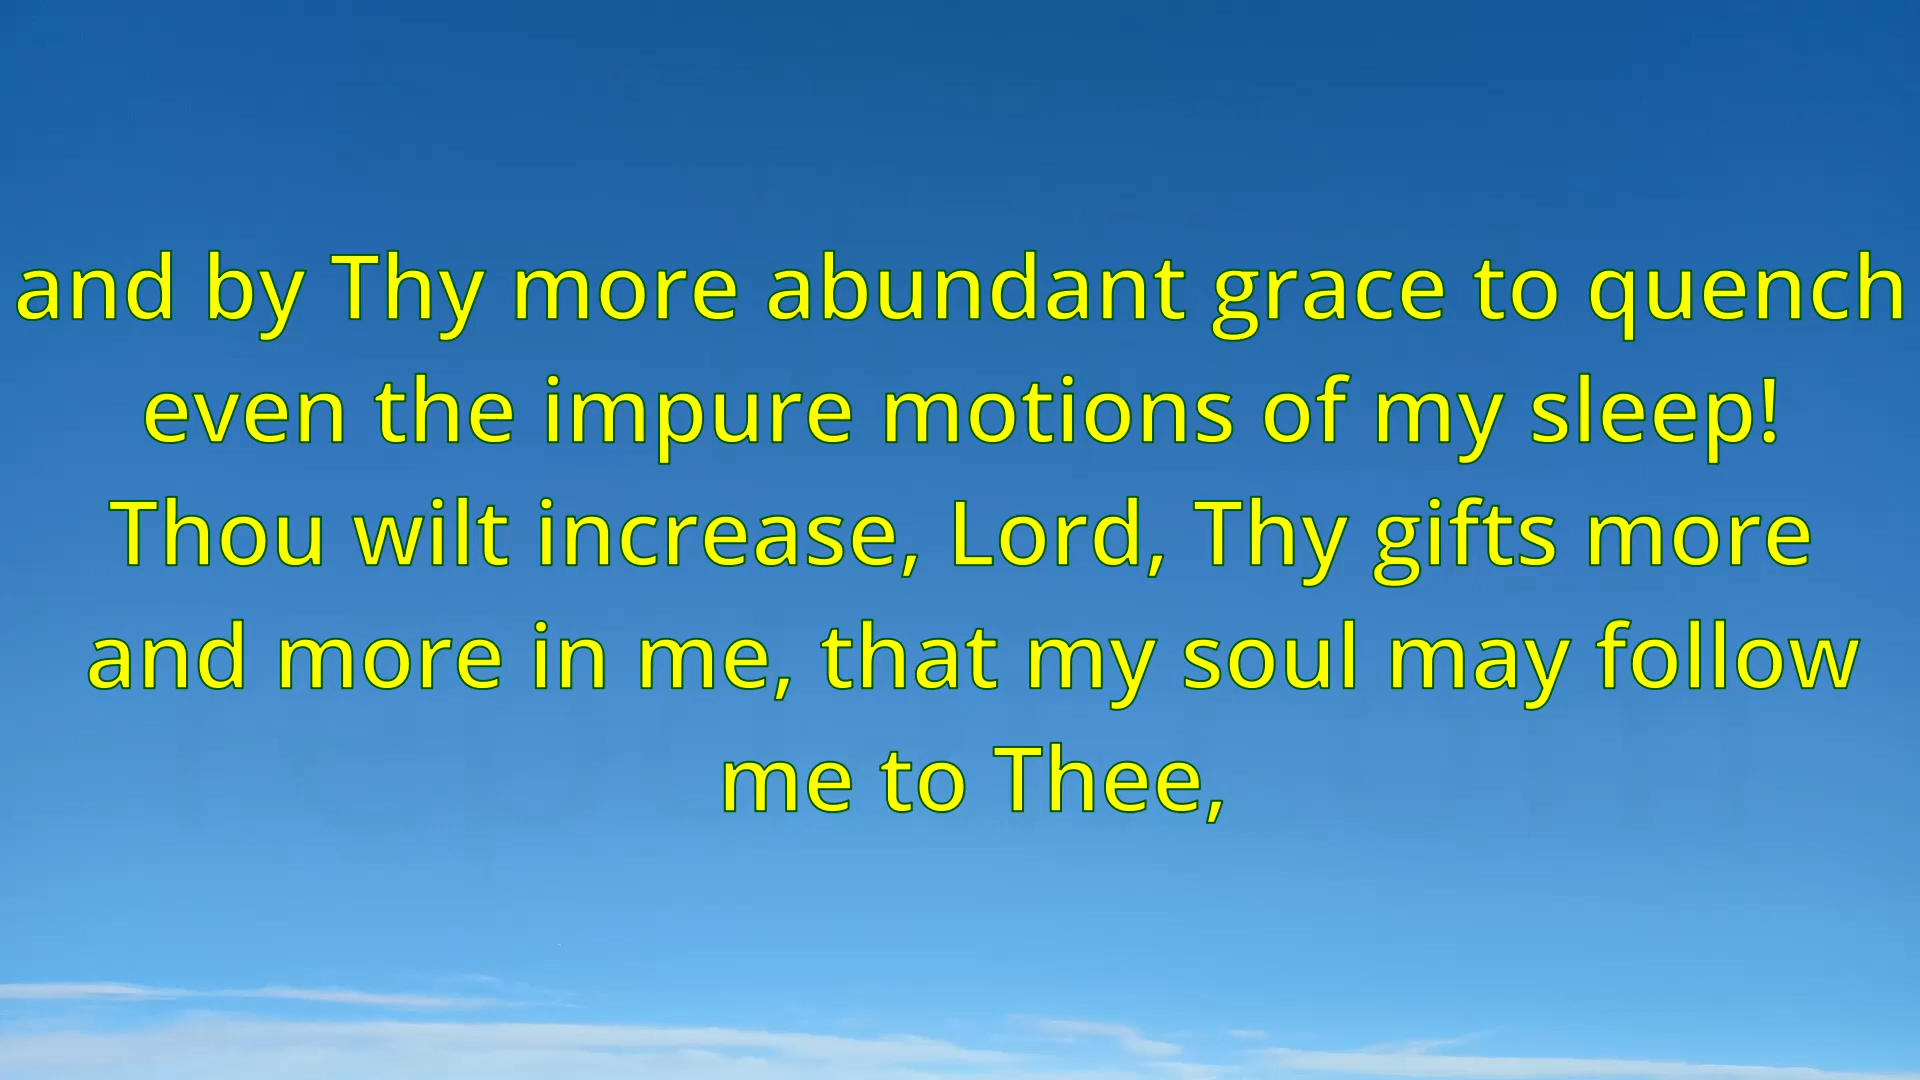 and by Thy more abundant grace to quench
even the impure motions of my sleep!
Thou wilt increase, Lord, Thy gifts more
and more in me, that my soul may follow
me to Thee,